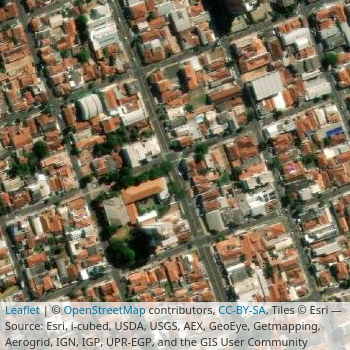 Leaflet | © OpenStreetMap contributors, CC-BY-SA, Tiles © Esri —
Source: Esri, i-cubed, USDA, USGS, AEX, GeoEye, Getmapping,
Aerogrid, IGN, IGP, UPR-EGP, and the GIS User Community